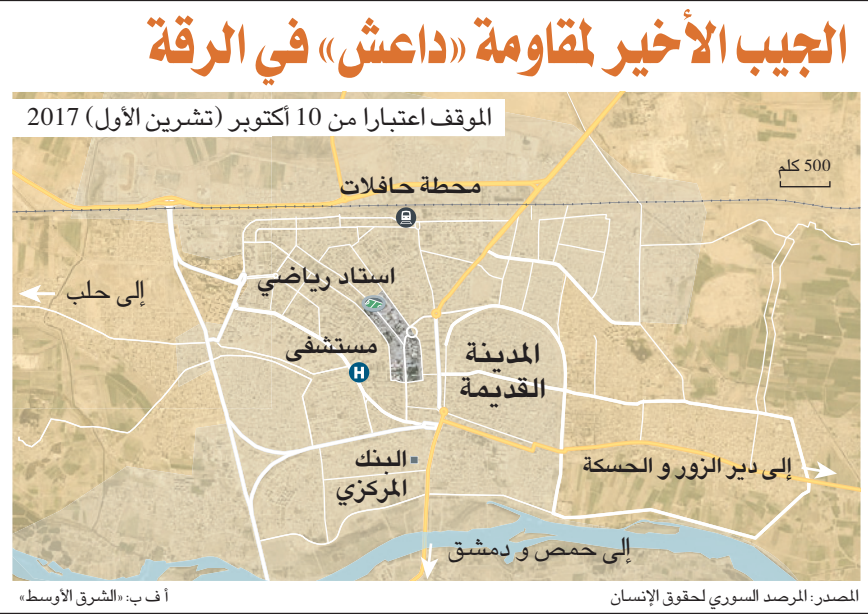 الجيب الأخير لمقاومة «داعش» في الرقة
الموقف اعتبارا من 10 أكتوبر (تشرين الأول) 2017
500 كلم
محطة حافلات
استاد رياضي
إلى حلب
مستشفى
H
المدينة
القديمة
البنك
المركزي
إلى دير الزور و الحسكة
إلى حمص و دمشق
المصدر: المرصد السوري لحقوق الإنسان
أ ف ب: «الشرق الأوسط»